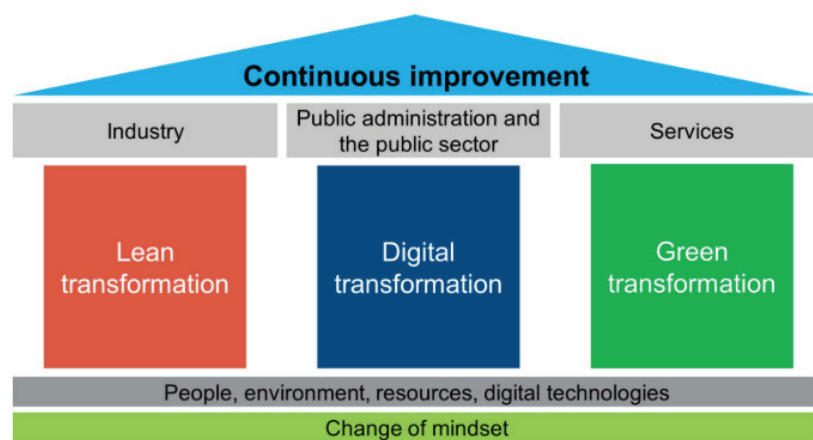 Continuous improvement
Industry
Public administration and
the public sector
Services
Lean
transformation
Digital
transformation
Green
transformation
People, environment, resources, digital technologies
Change of mindset